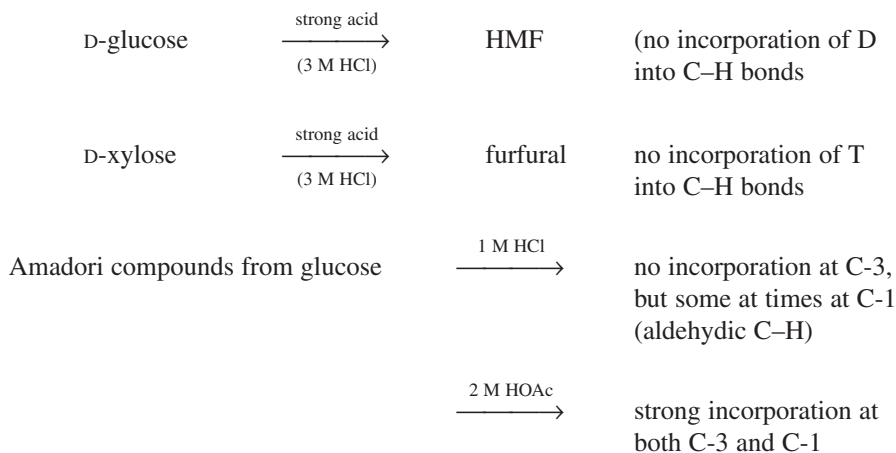 D-glucose strong acid ⟶ (3 M HCl) HMF (no incorporation of D
into C–H bonds
D-xylose strong acid ⟶ (3 M HCl) furfural no incorporation of T
into C–H bonds
Amadori compounds from glucose 1 M HCl ⟶ no incorporation at C-3,
but some at times at C-1
(aldehydic C–H)
2 M HOAc ⟶ strong incorporation at
both C-3 and C-1